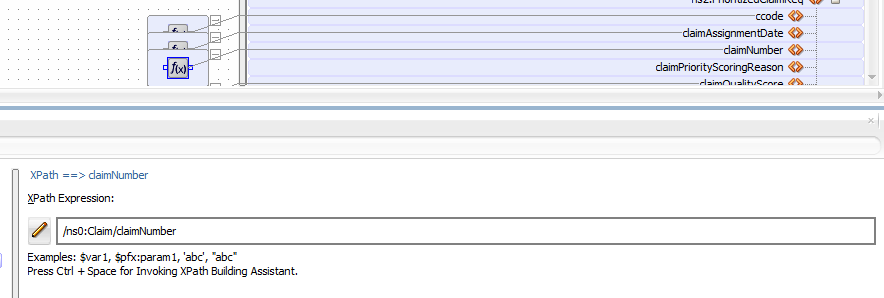 ns2:PrioritizedClaimReq
ccode
claimAssignmentDate
claimNumber
f(x)
claimPriorityScoringReason
claimQualityScore
XPath ==> claimNumber
XPath Expression:
/ns0:Claim/claimNumber
Examples: $var1, $pfx:param1, 'abc', "abc"
Press Ctrl + Space for Invoking XPath Building Assistant.